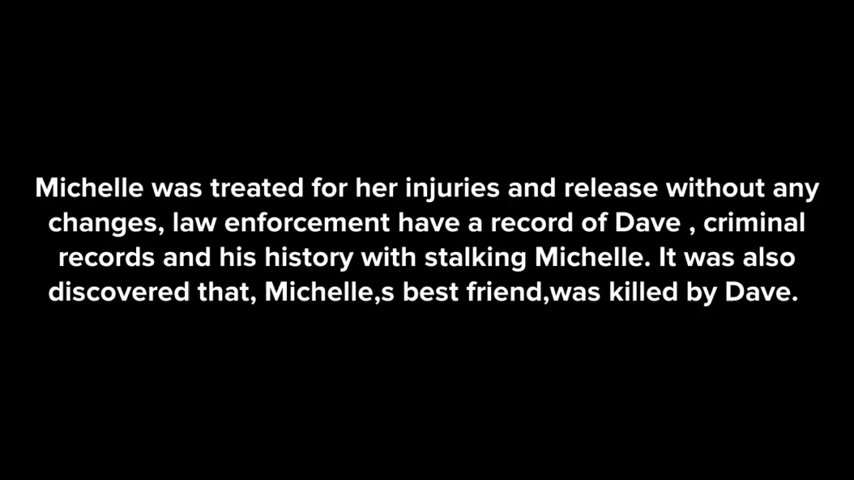 Michelle was treated for her injuries and release without any
changes, law enforcement have a record of Dave , criminal
records and his history with stalking Michelle. It was also
discovered that, Michelle,s best friend,was killed by Dave.